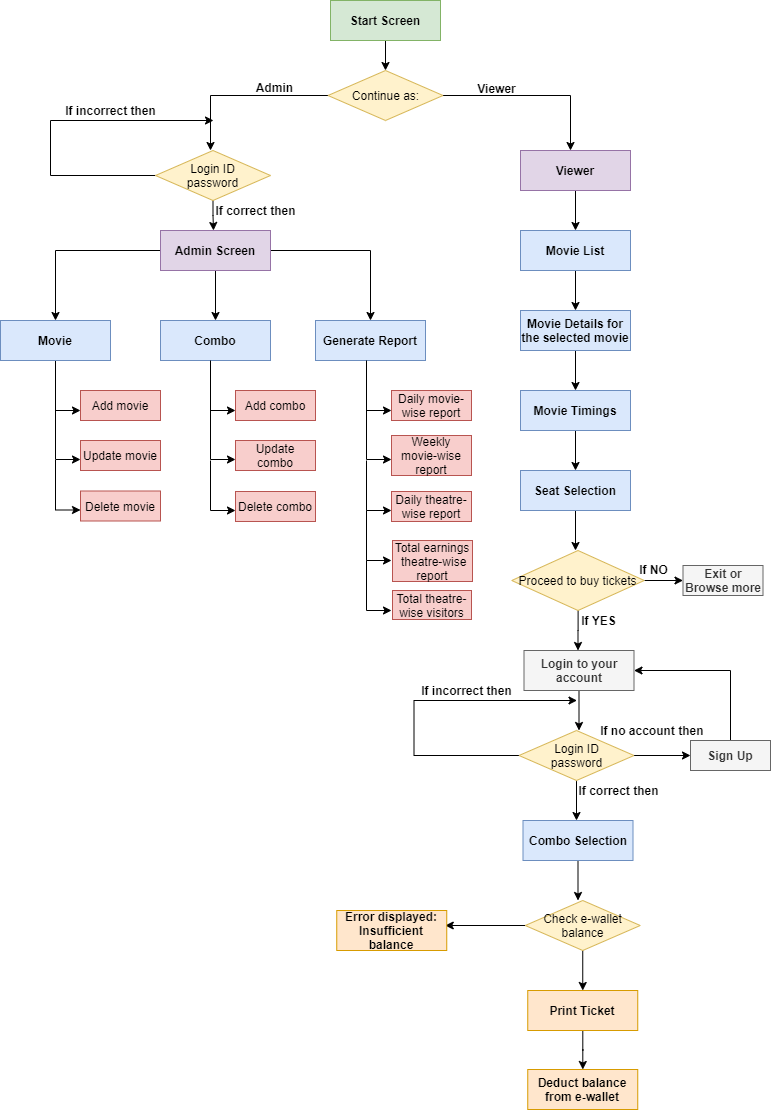 Start Screen
Continue as:
Admin
Viewer
If incorrect then
Login ID
password
If correct then
Viewer
Admin Screen
Movie List
Movie
Combo
Generate Report
Movie Details for
the selected movie
Add movie
Update movie
Delete movie
Add combo
Update
combo
Delete combo
Daily movie-
wise report
Weekly
movie-wise
report
Daily theatre-
wise report
Total earnings
theatre-wise
report
Total theatre-
wise visitors
Movie Timings
Seat Selection
Proceed to buy tickets
If NO
Exit or
Browse more
If YES
Login to your
account
If incorrect then
Login ID
password
If no account then
Sign Up
If correct then
Combo Selection
Check e-wallet
balance
Error displayed:
Insufficient
balance
Print Ticket
Deduct balance
from e-wallet